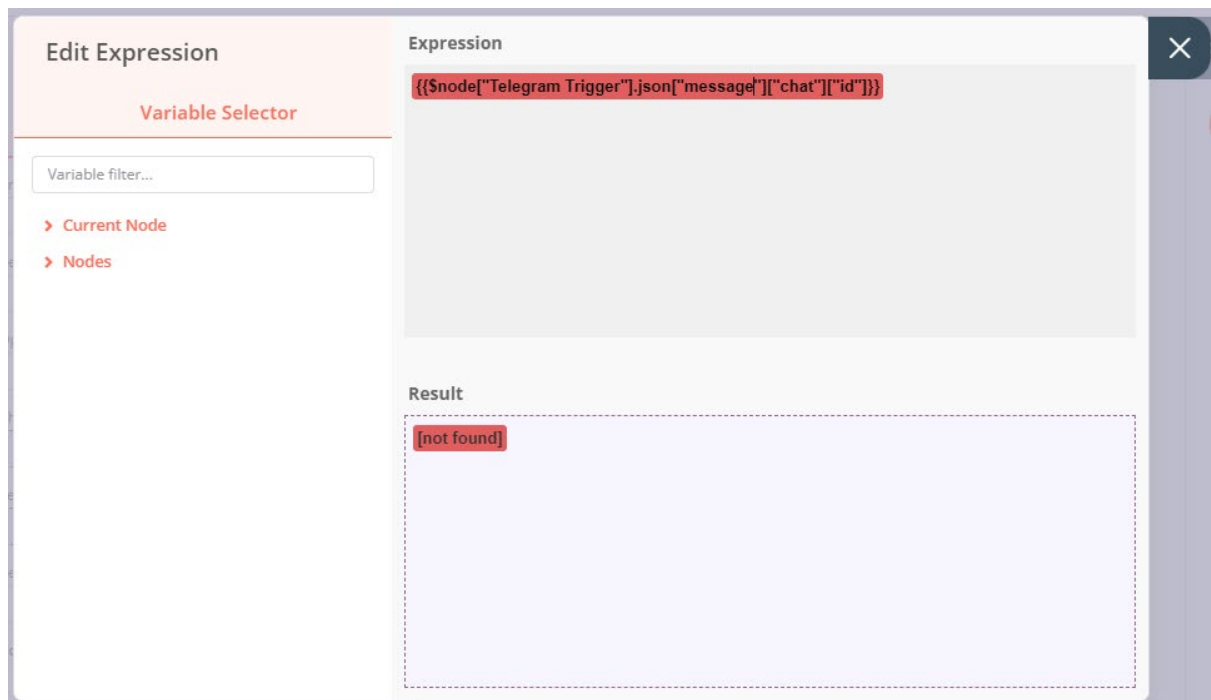 Edit Expression
Variable Selector
Variable filter...
Current Node
Nodes
Expression
{{$node["Telegram Trigger"].json["message"]["chat"]["id"]}}
Result
[not found]